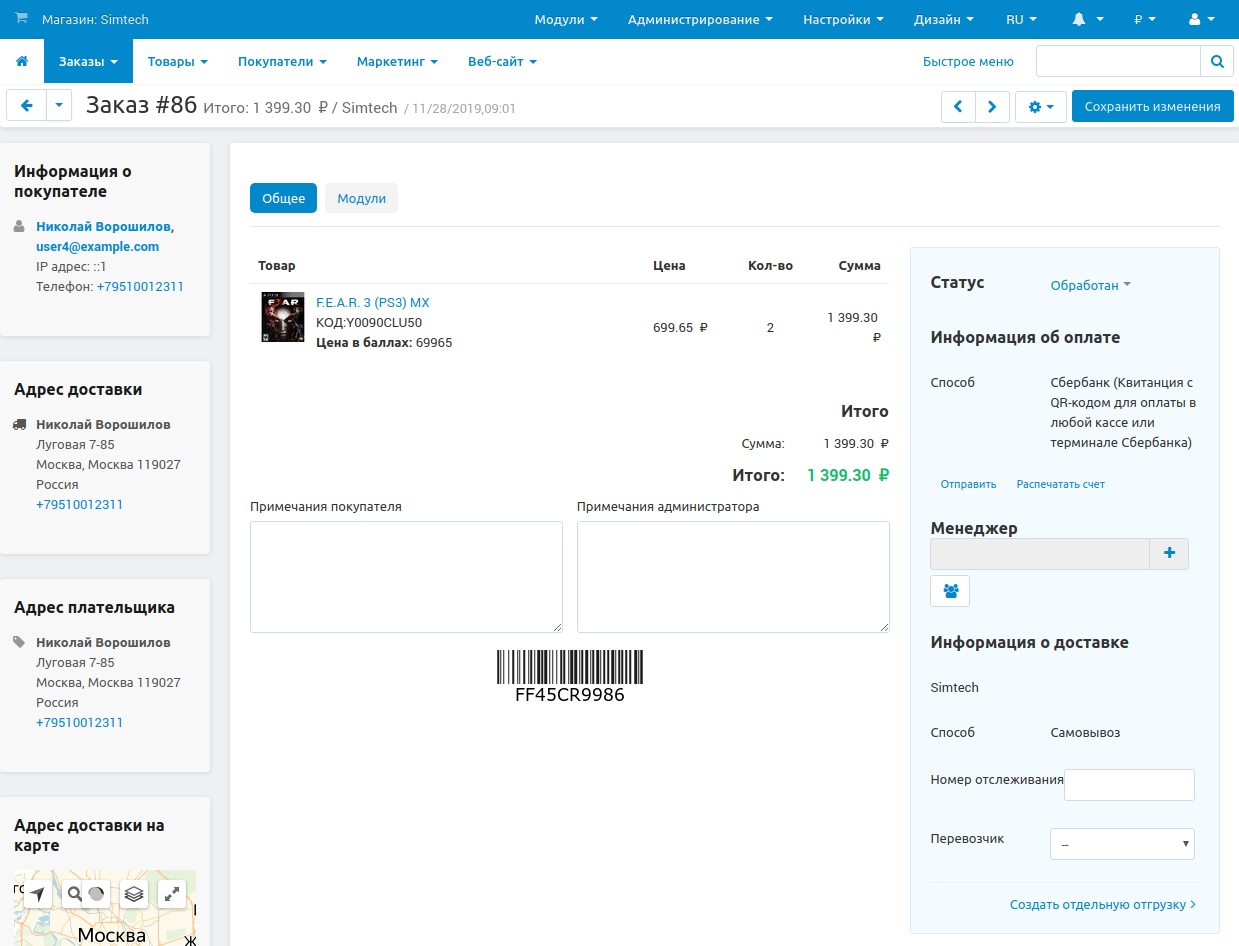 Магазин: Simtech
Модули
Администрирование
Настройки
Дизайн
RU
₽
Заказы
Товары
Покупатели
Маркетинг
Веб-сайт
Быстрое меню
Заказ #86 Итого: 1 399.30 ₽ / Simtech / 11/28/2019,09:01
Сохранить изменения
Информация о
покупателе
Николай Ворошилов,
user4@example.com
IP адрес: ::1
Телефон: +79510012311
Адрес доставки
Николай Ворошилов
Луговая 7-85
Москва, Москва 119027
Россия
+79510012311
Адрес плательщика
Николай Ворошилов
Луговая 7-85
Москва, Москва 119027
Россия
+79510012311
Адрес доставки на
карте
Москва
Общее
Модули
Товар
Цена
Кол-во
Сумма
F.E.A.R. 3 (PS3) MX
КОД:Y0090CLU50
Цена в баллах: 69965
699.65 ₽
2
1 399.30
₽
Итого
Сумма: 1 399.30 ₽
Итого: 1 399.30 ₽
Примечания покупателя
Примечания администратора
FF45CR9986
Статус
Обработан
Информация об оплате
Способ
Сбербанк (Квитанция с
QR-кодом для оплаты в
любой кассе или
терминале Сбербанка)
Отправить
Распечатать счет
Менеджер
Информация о доставке
Simtech
Способ
Самовывоз
Номер отслеживания
Перевозчик
--
Создать отдельную отгрузку